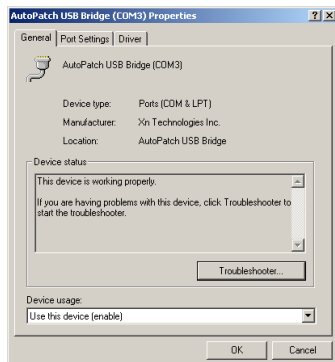 AutoPatch USB Bridge (COM3) Properties
General Port Settings Driver
AutoPatch USB Bridge (COM3)
Device type: Ports (COM & LPT)
Manufacturer: Xn Technologies Inc.
Location: AutoPatch USB Bridge
Device status
This device is working properly.
If you are having problems with this device, click Troubleshooter to
start the troubleshooter.
Troubleshooter...
Device usage:
Use this device (enable)
OK Cancel